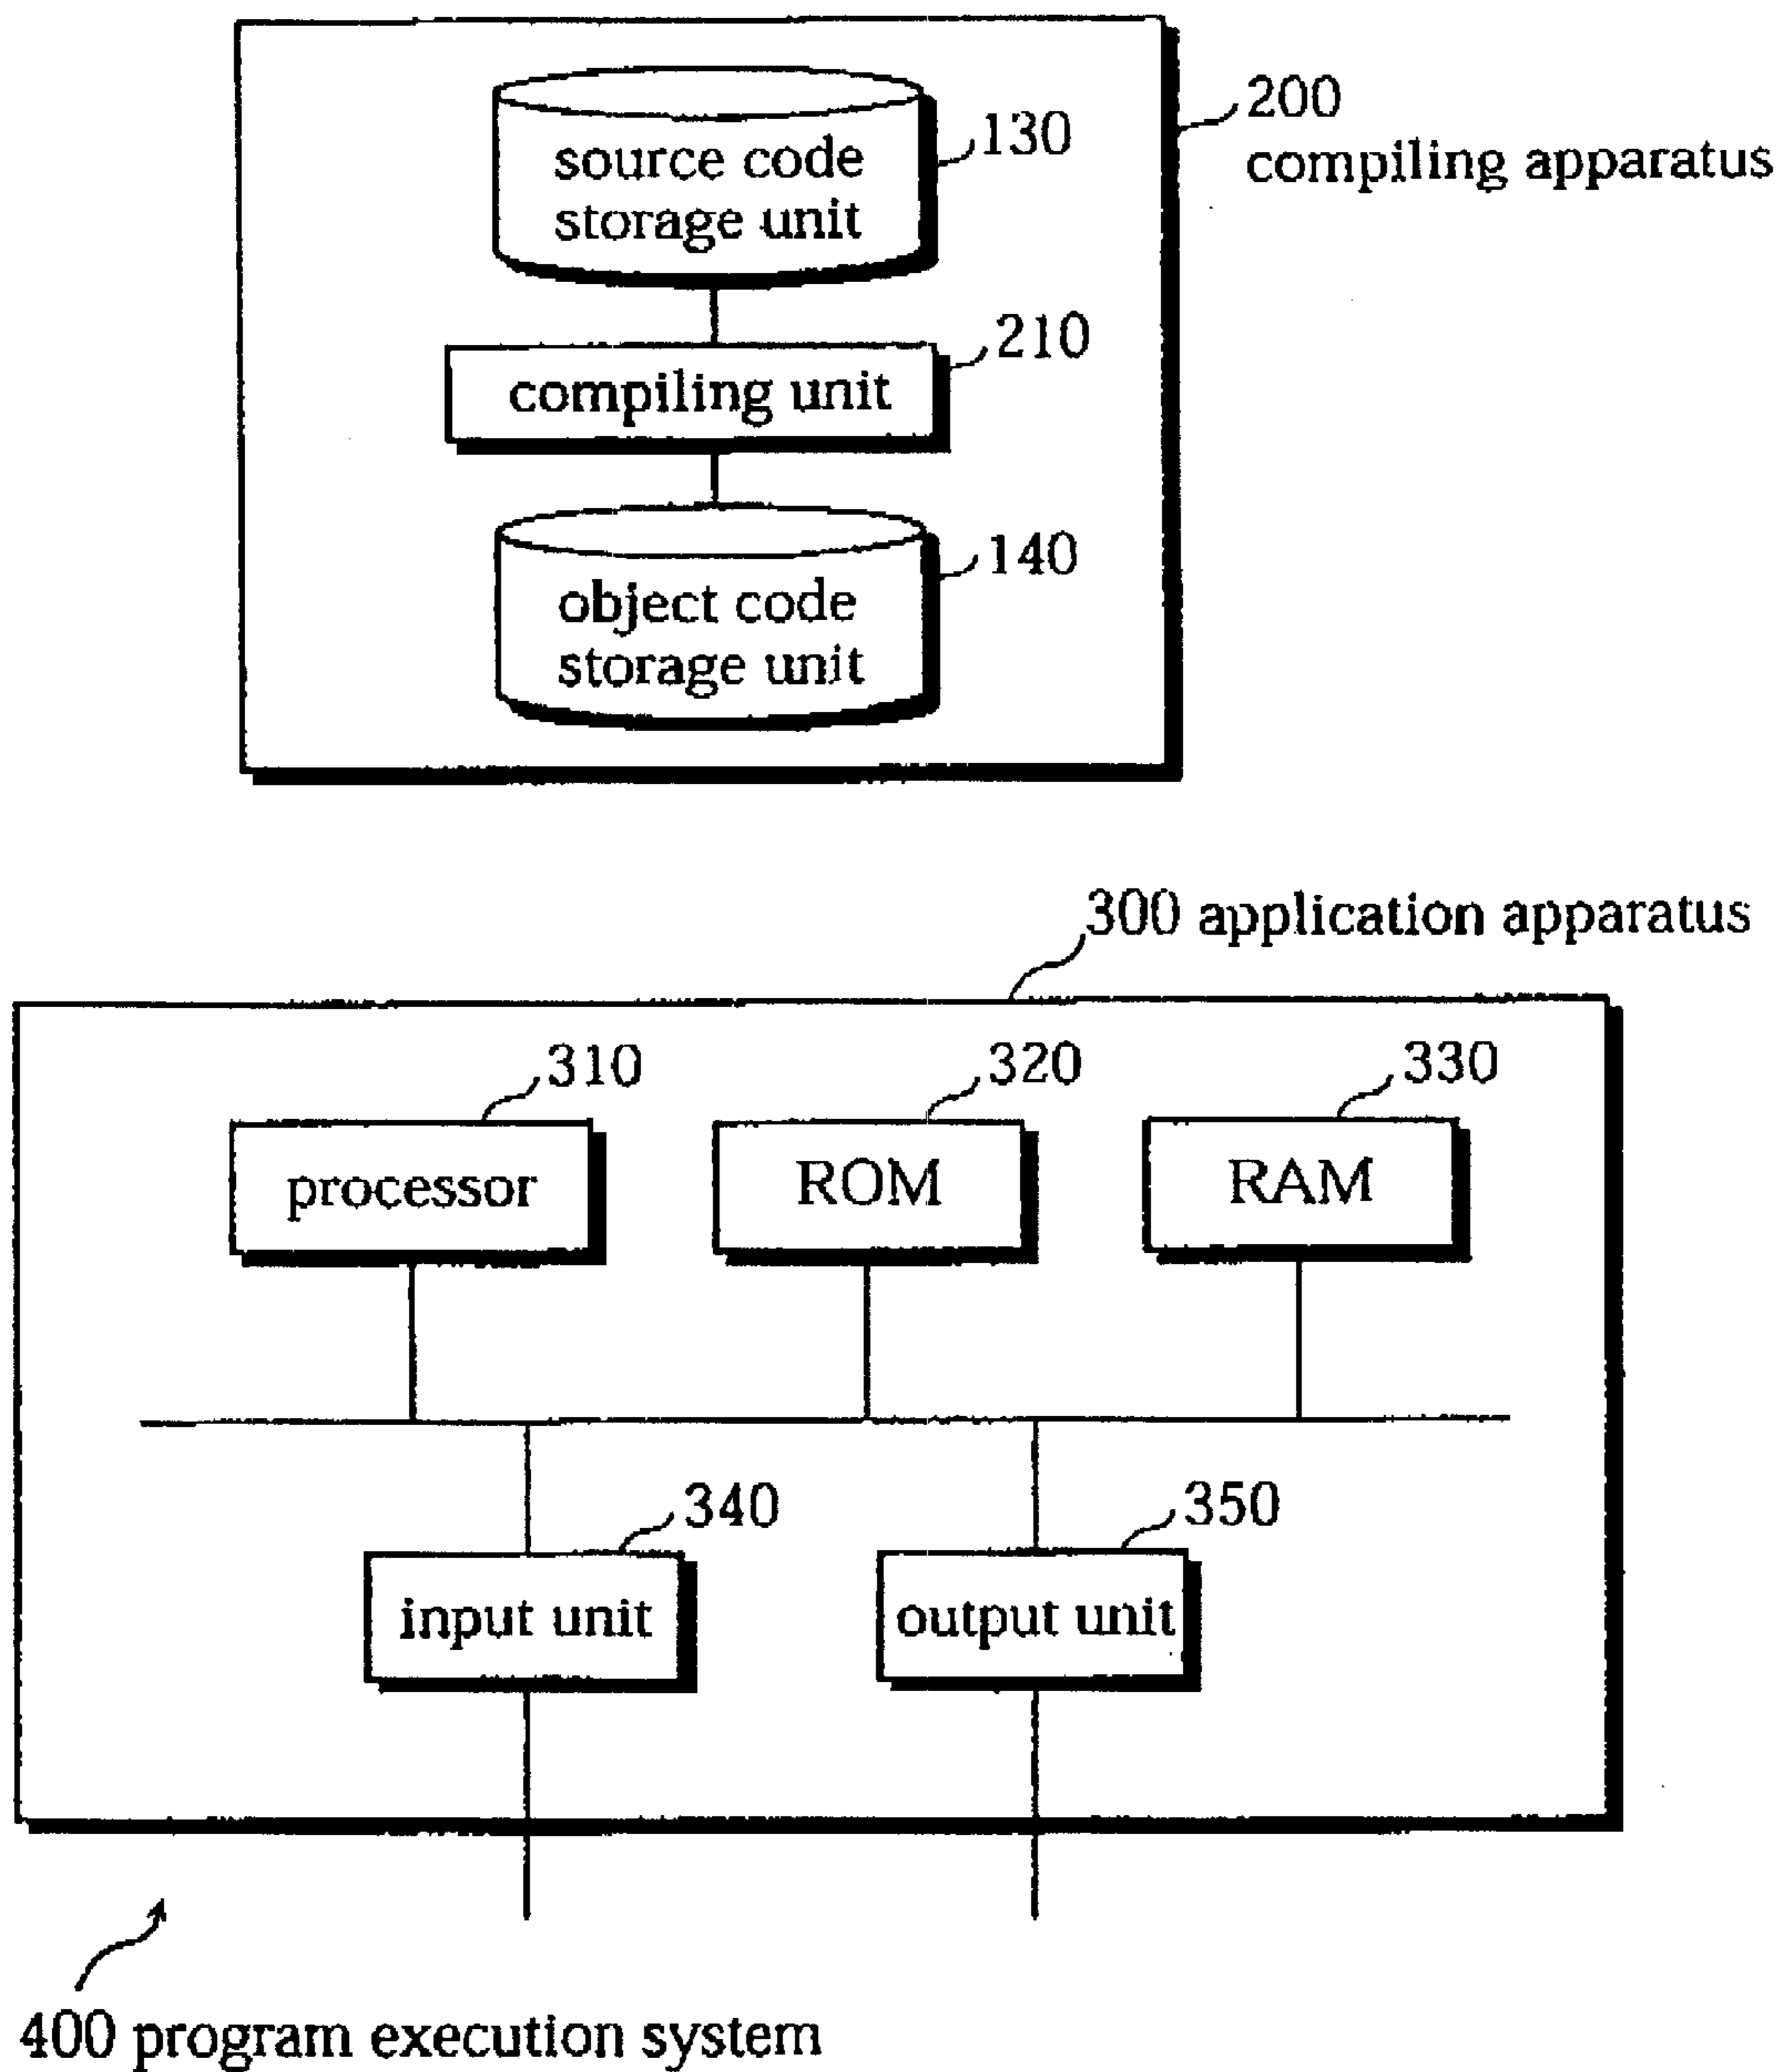 200
compiling apparatus
130
source code
storage unit
210
compiling unit
140
object code
storage unit
300 application apparatus
310
processor
320
ROM
330
RAM
340
input unit
350
output unit
400 program execution system